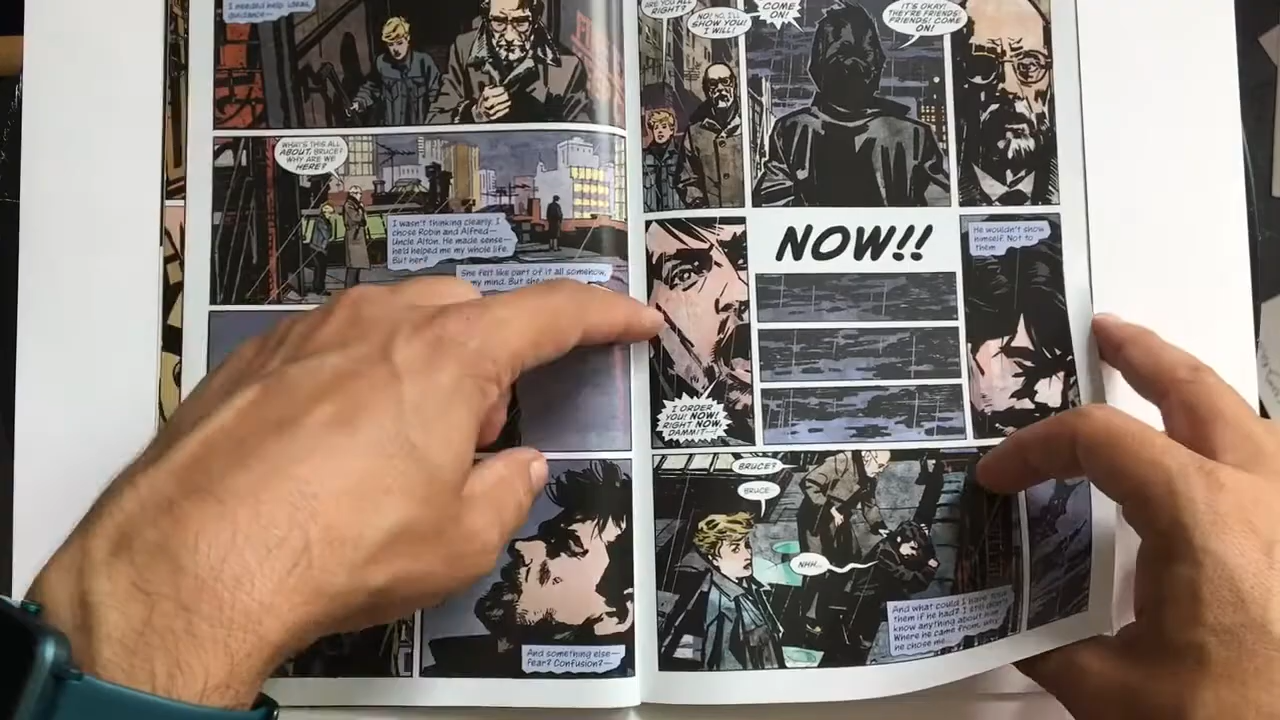 I needed help, ideas,
guidance—
WHAT'S THIS ALL
ABOUT, BRUCE?
WHY ARE WE
HERE?
I wasn't thinking clearly. I
chose Robin and Alfred—
Uncle Alton. He made sense—
he'd helped me my whole life.
But her?
She felt like part of it all somehow,
my mind. But
And something else—
fear? Confusion?—
ARE YOU ALL
RIGHT?
NO! NO, I'LL
SHOW YOU!
I WILL!
COME
ON!
IT'S OKAY!
THEY'RE FRIENDS!
FRIENDS! COME
ON!
I ORDER
YOU! NOW!
RIGHT NOW,
DAMMIT—!
NOW!!
He wouldn't show
himself. Not to
them.
BRUCE?
BRUCE
NHH...
And what could I have told
them if he had? I still didn't
know anything about him.
Where he came from, why
he chose me